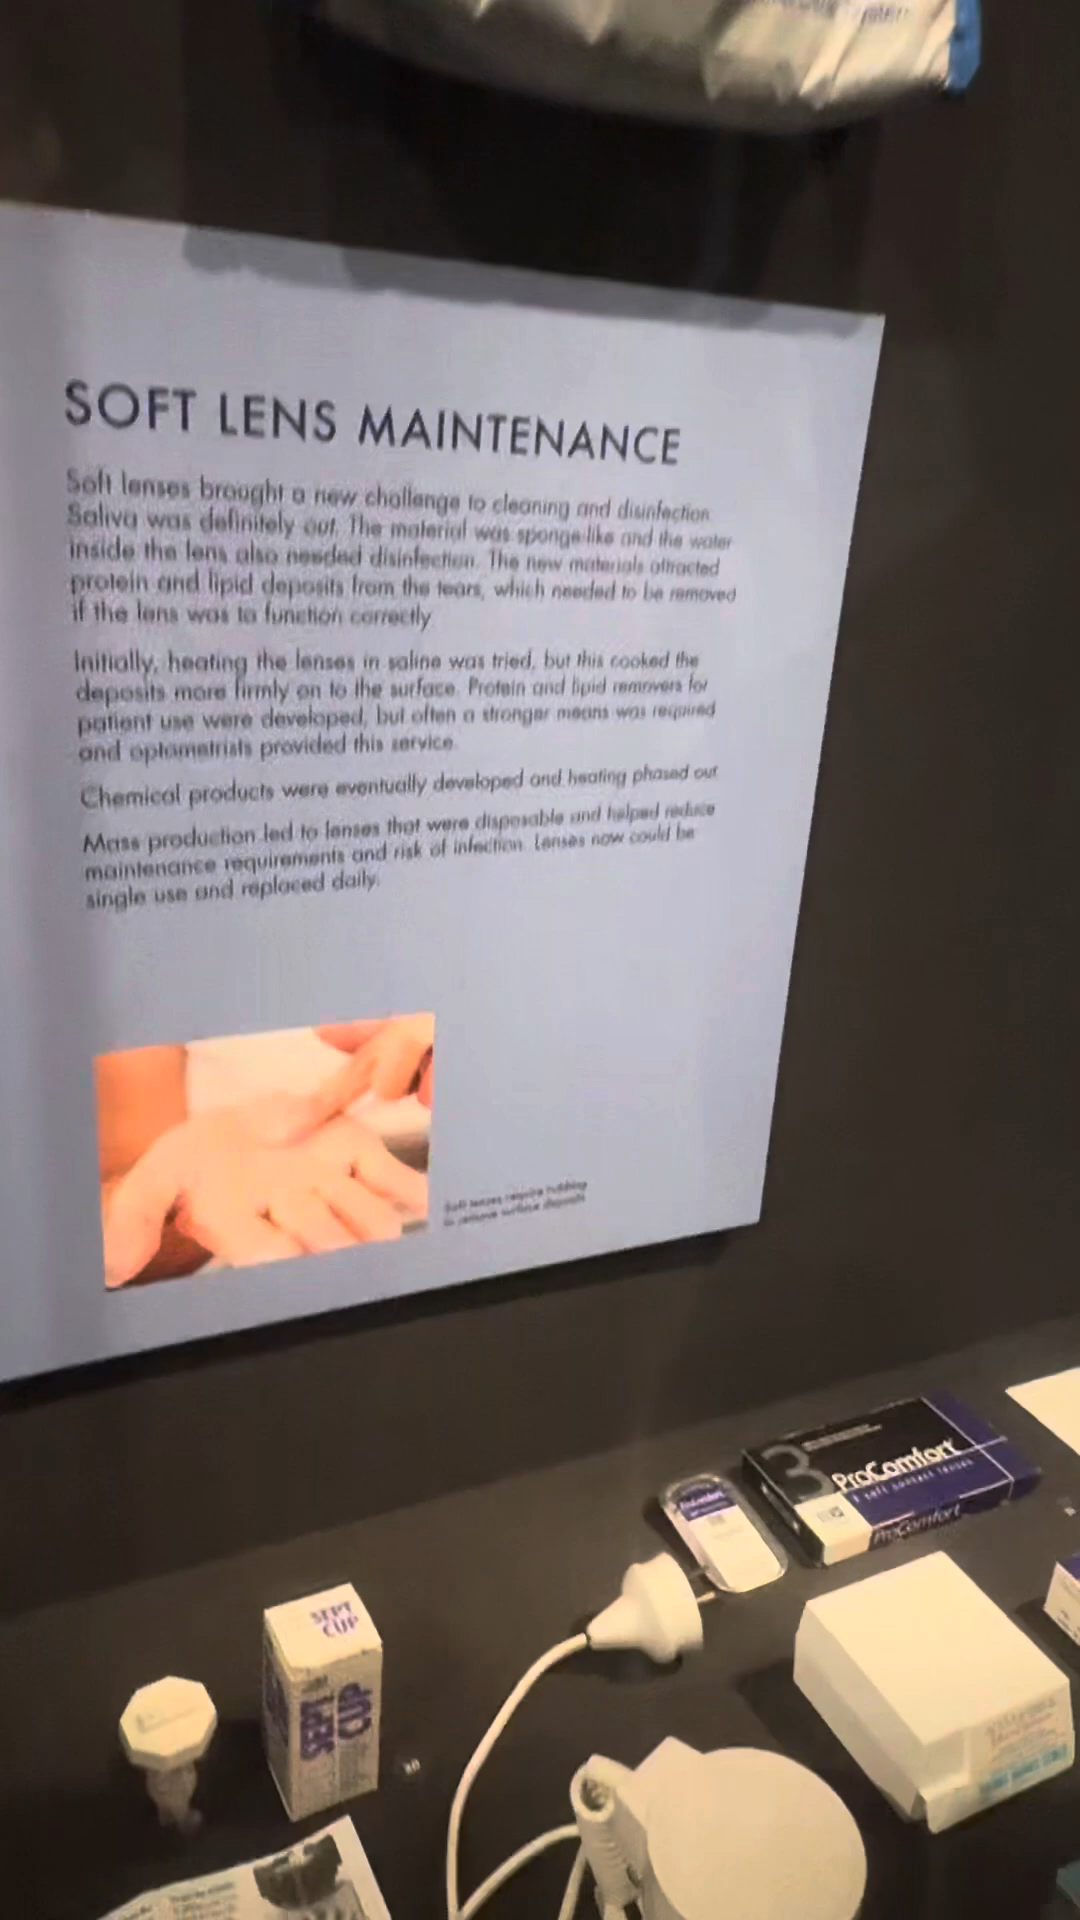 SOFT LENS MAINTENANCE
Soft lenses brought a new challenge to cleaning and disinfection.
Saliva was definitely out. The material was sponge-like and the water
inside the lens also needed disinfection. The new materials attracted
protein and lipid deposits from the tears, which needed to be removed
if the lens was to function correctly.
Initially, heating the lenses in saline was tried, but this cooked the
deposits more firmly on to the surface. Protein and lipid removers for
patient use were developed, but often a stronger means was required
and optometrists provided this service.
Chemical products were eventually developed and heating phased out.
Mass production led to lenses that were disposable and helped reduce
maintenance requirements and risk of infection. Lenses now could be
single use and replaced daily.
Soft lenses require rubbing
to remove surface deposits
3
ProComfort
3 soft contact lenses
ProComfort
SEPT
CUP
SEPT
CUP